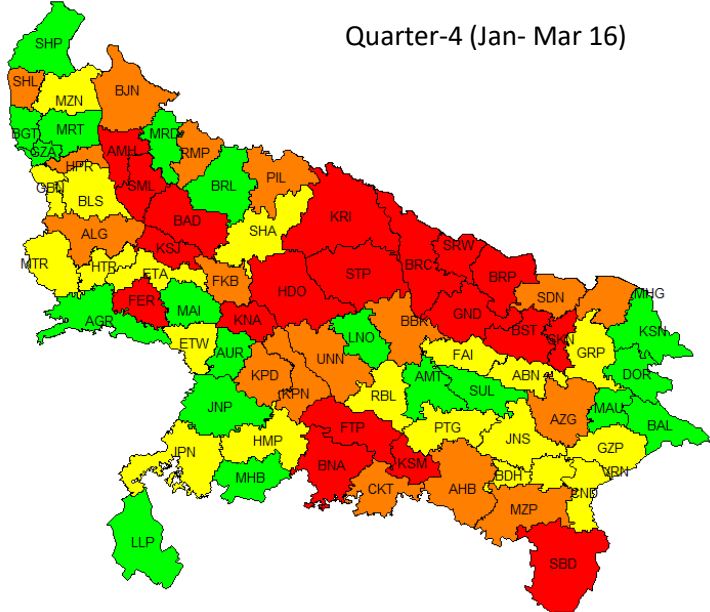 Quarter-4 (Jan- Mar 16)
SHP
SHL
MZN
BJN
BGT
MRT
AMH
MRD
RMP
GZA
HPR
SML
BRL
PIL
GBN
BLS
BAD
KRI
ALG
KSJ
SHA
MTR
HTR
ETA
FKB
HDO
STP
BRC
SRW
BRP
SDN
MHG
AGR
FER
MAI
KNA
BBK
GND
BST
GKN
KSN
ETW
AUR
UNN
LNO
FAI
GRP
JNP
KPD
KPN
RBL
AMT
SUL
ABN
DOR
AZG
MAU
BAL
JPN
HMP
FTP
PTG
JNS
GZP
MHB
BNA
KSM
BDH
VRN
CKT
AHB
MZP
CND
LLP
SBD